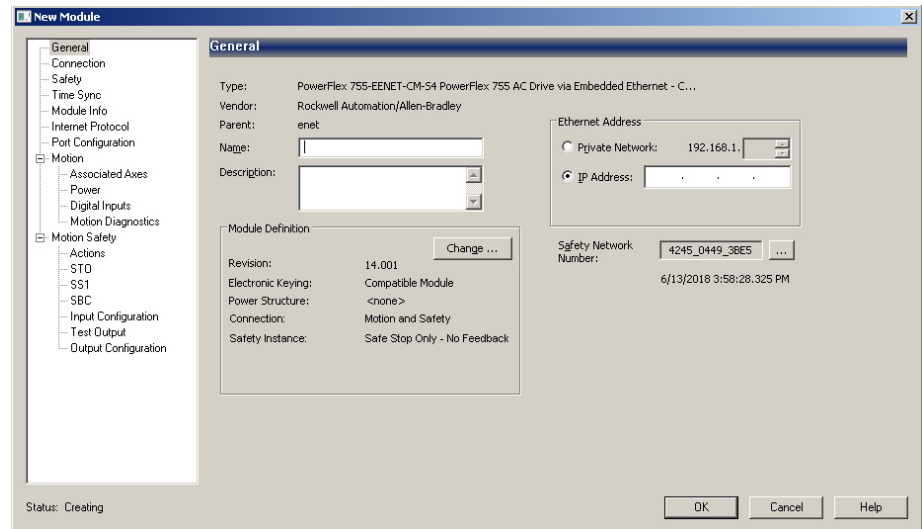 New Module
General
Connection
Safety
Time Sync
Module Info
Internet Protocol
Port Configuration
Motion
Associated Axes
Power
Digital Inputs
Motion Diagnostics
Motion Safety
Actions
STO
SS1
SBC
Input Configuration
Test Output
Output Configuration
General
Type: PowerFlex 755-EENET-CM-S4 PowerFlex 755 AC Drive via Embedded Ethernet - C...
Vendor: Rockwell Automation/Allen-Bradley
Parent: enet
Name:
Description:
Ethernet Address
Private Network: 192.168.1.
IP Address: . . .
Module Definition
Change ...
Revision: 14.001
Electronic Keying: Compatible Module
Power Structure: <none>
Connection: Motion and Safety
Safety Instance: Safe Stop Only - No Feedback
Safety Network
Number: 4245_0449_3BE5 ...
6/13/2018 3:58:28.325 PM
Status: Creating
OK Cancel Help